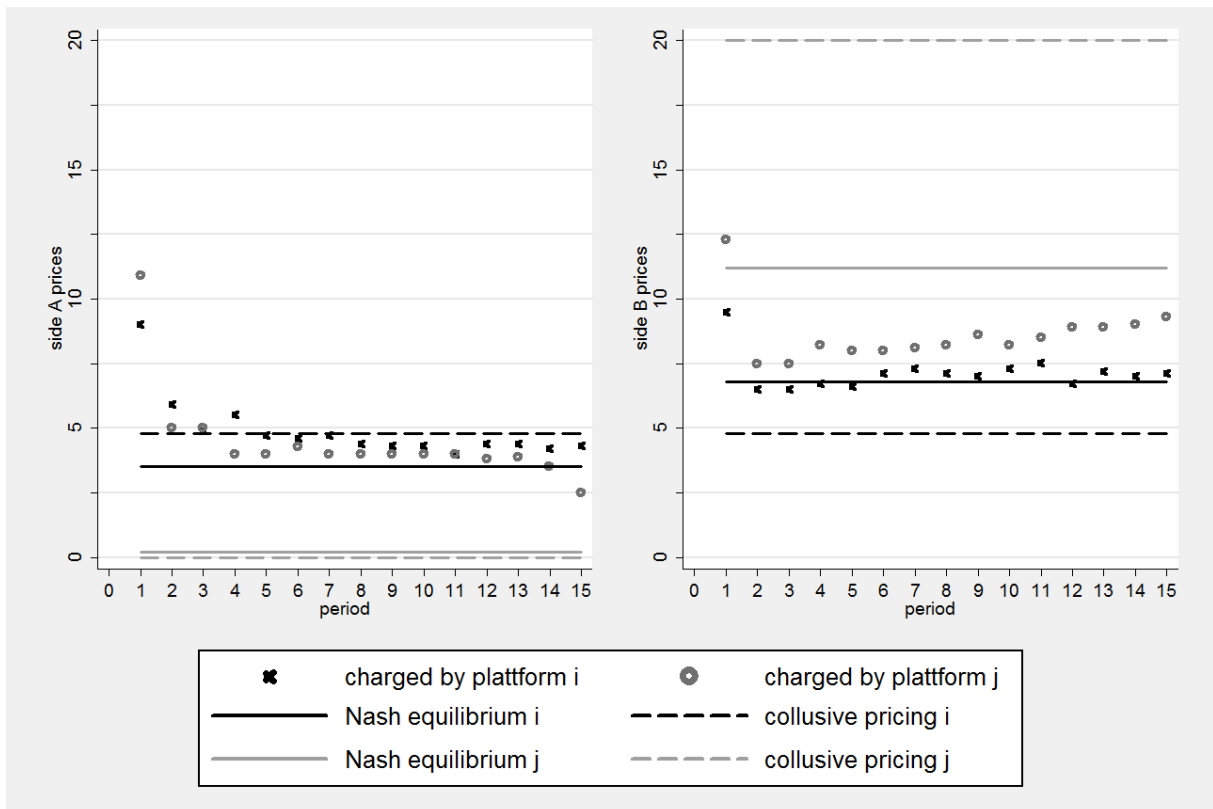 side A prices
20
15
10
5
0
0 1 2 3 4 5 6 7 8 9 10 11 12 13 14 15
period
side B prices
20
15
10
5
0
0 1 2 3 4 5 6 7 8 9 10 11 12 13 14 15
period
charged by plattform i
charged by plattform j
Nash equilibrium i
collusive pricing i
Nash equilibrium j
collusive pricing j